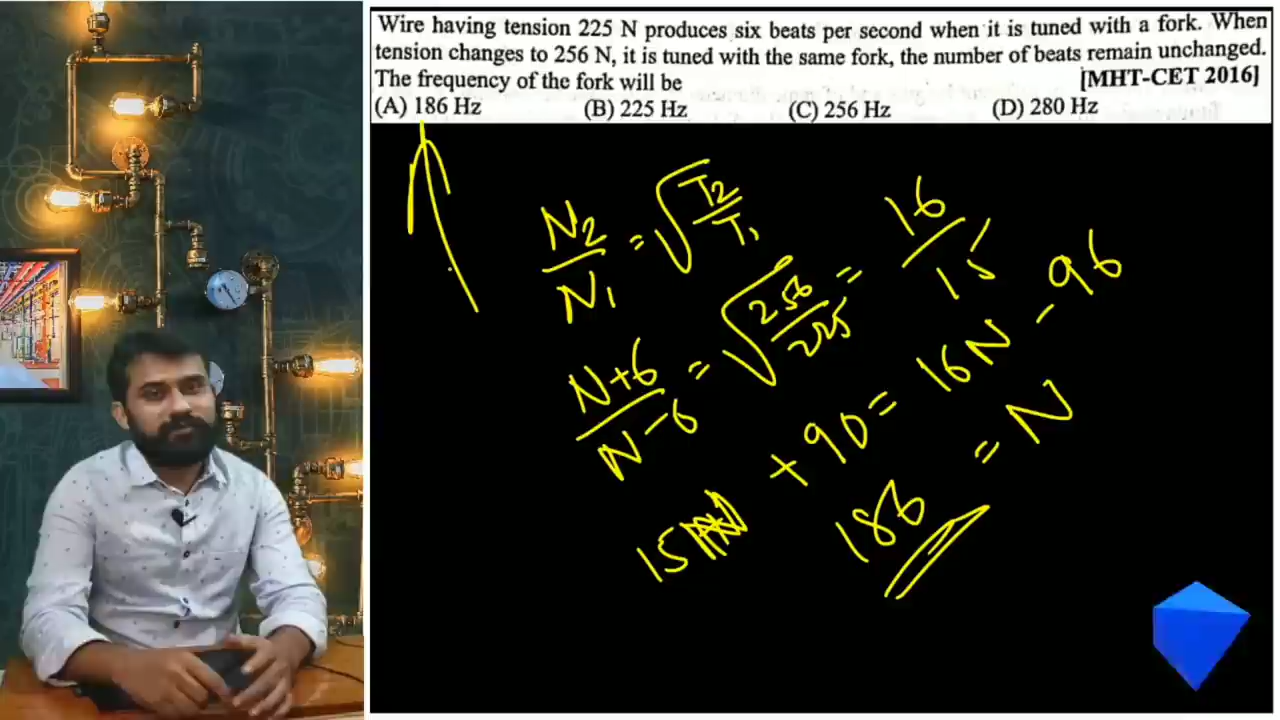 Wire having tension 225 N produces six beats per second when it is tuned with a fork. When
tension changes to 256 N, it is tuned with the same fork, the number of beats remain unchanged.
The frequency of the fork will be [MHT-CET 2016]
(A) 186 Hz (B) 225 Hz (C) 256 Hz (D) 280 Hz
N2/N1 = √(T2/T1)
N+6/N-6 = √(256/225) = 16/15
15 + 90 = 16N - 96
186 = N